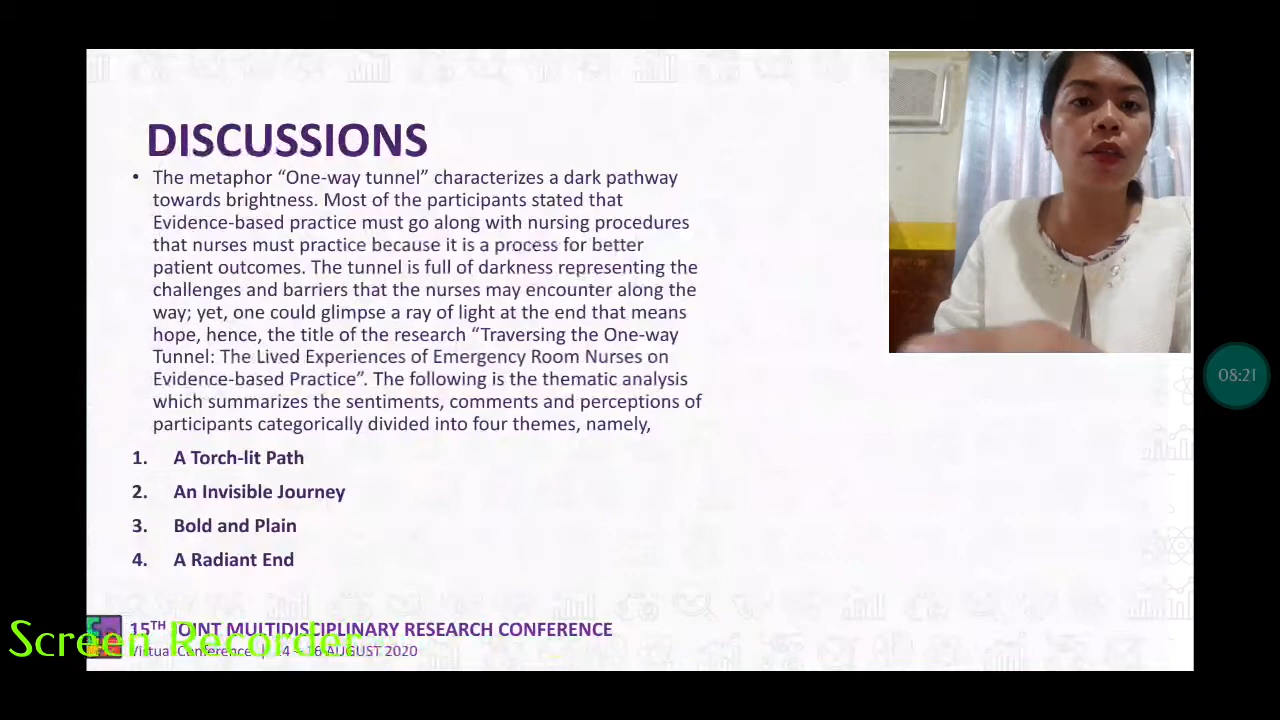 DISCUSSIONS
• The metaphor “One-way tunnel” characterizes a dark pathway
towards brightness. Most of the participants stated that
Evidence-based practice must go along with nursing procedures
that nurses must practice because it is a process for better
patient outcomes. The tunnel is full of darkness representing the
challenges and barriers that the nurses may encounter along the
way; yet, one could glimpse a ray of light at the end that means
hope, hence, the title of the research “Traversing the One-way
Tunnel: The Lived Experiences of Emergency Room Nurses on
Evidence-based Practice”. The following is the thematic analysis
which summarizes the sentiments, comments and perceptions of
participants categorically divided into four themes, namely,
1. A Torch-lit Path
2. An Invisible Journey
3. Bold and Plain
4. A Radiant End
08:21
15TH JOINT MULTIDISCIPLINARY RESEARCH CONFERENCE
Screen Recorder
Virtual Conference | 14 – 16 AUGUST 2020